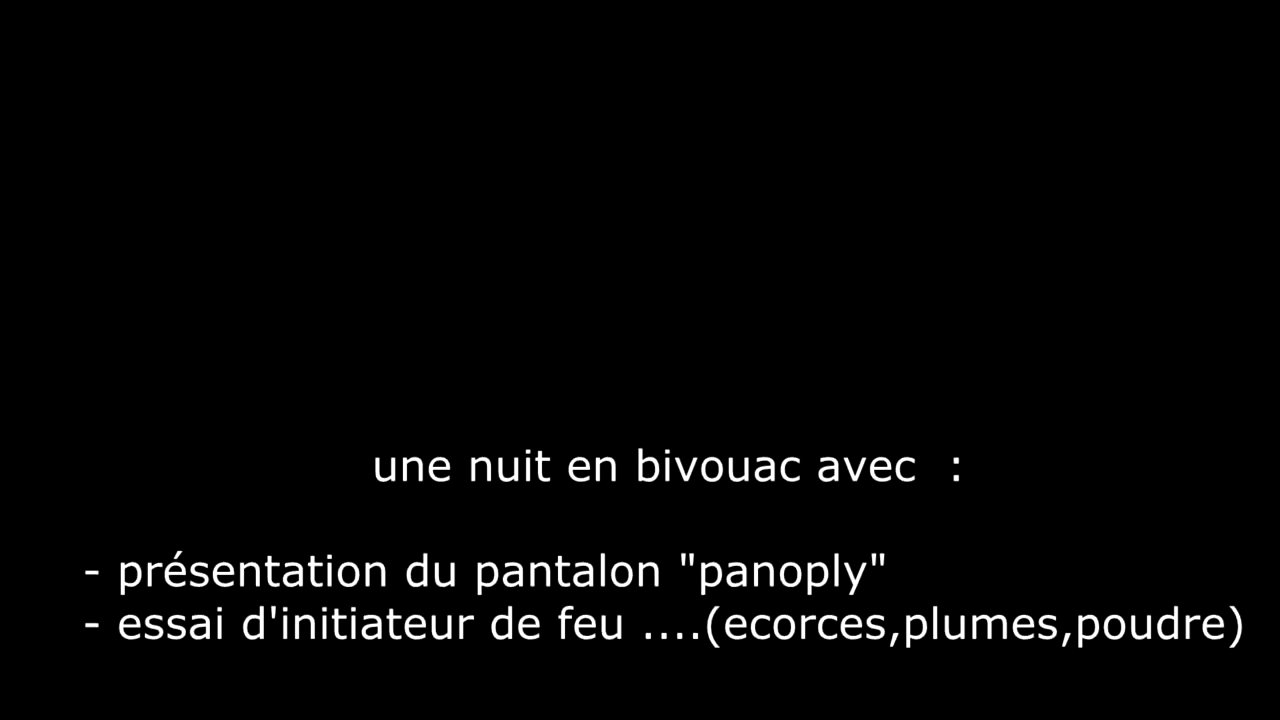 une nuit en bivouac avec  :
- présentation du pantalon "panoply"
- essai d'initiateur de feu ....(ecorces,plumes,poudre)